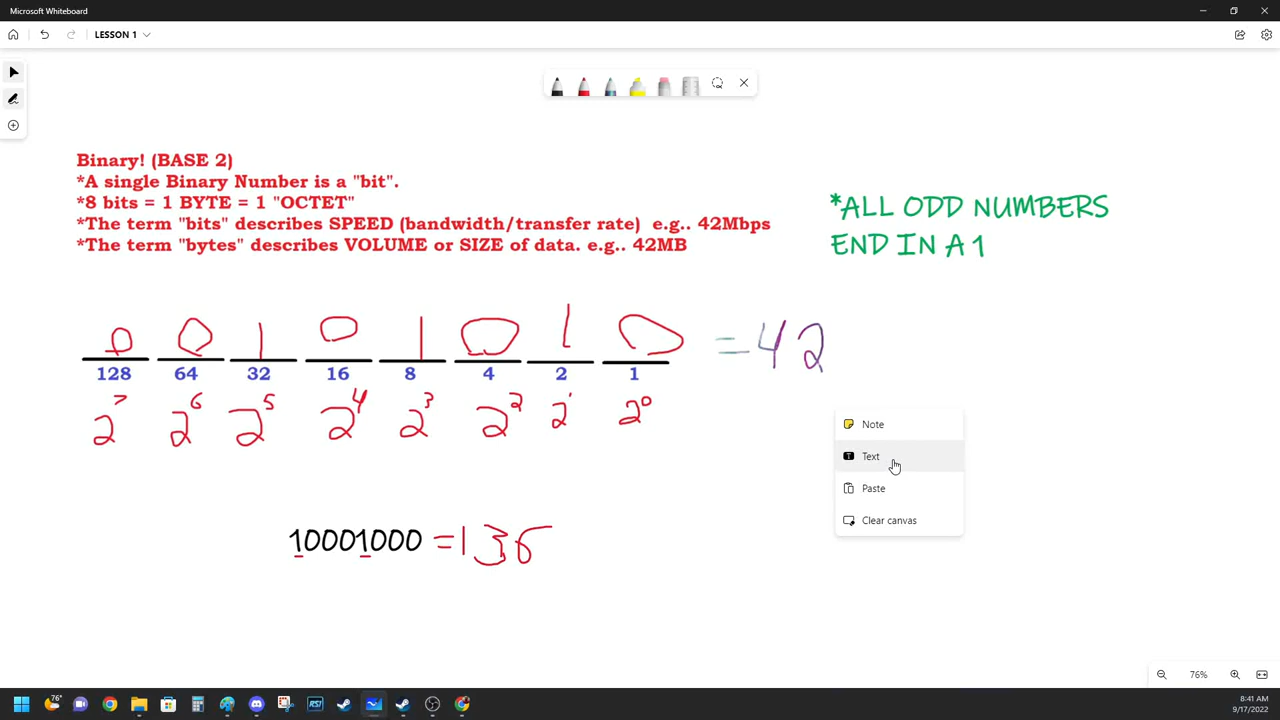 Microsoft Whiteboard
LESSON 1
Binary! (BASE 2)
*A single Binary Number is a "bit".
*8 bits = 1 BYTE = 1 "OCTET"
*The term "bits" describes SPEED (bandwidth/transfer rate)  e.g.. 42Mbps
*The term "bytes" describes VOLUME or SIZE of data. e.g.. 42MB
*ALL ODD NUMBERS
END IN A 1
0 0 1 0 1 0 1 0 = 42
128 64 32 16 8 4 2 1
2⁷ 2⁶ 2⁵ 2⁴ 2³ 2² 2¹ 2⁰
Note
Text
Paste
Clear canvas
10001000 = 136
76%
76°
RSI
8:41 AM
9/17/2022